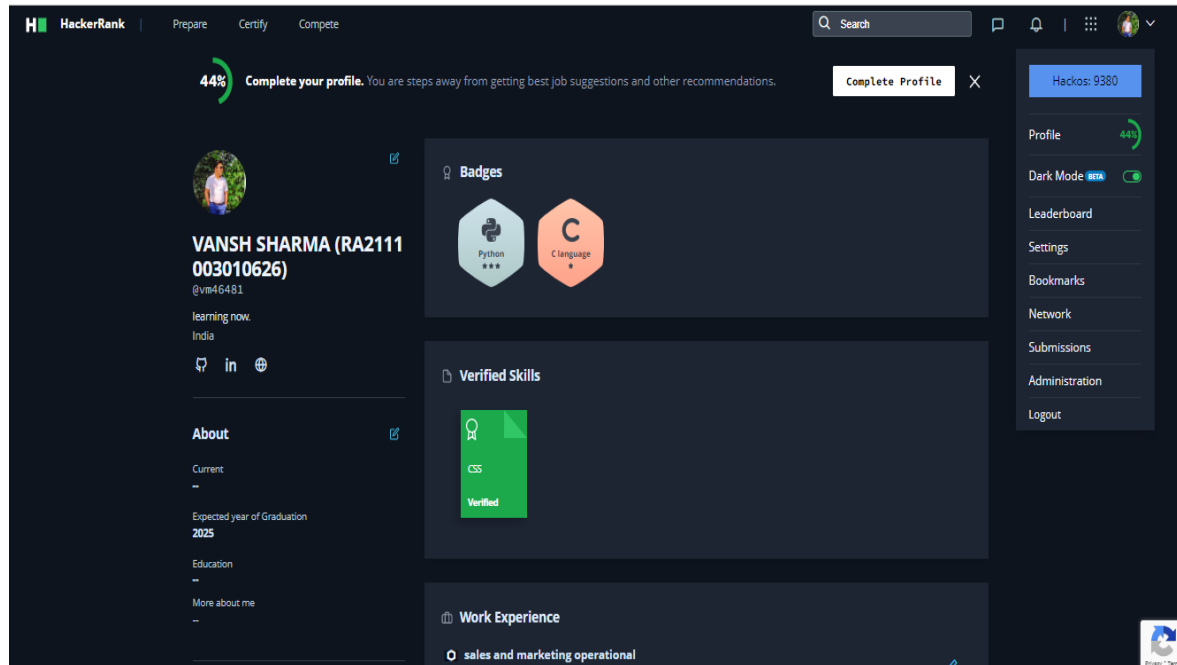 HackerRank
Prepare Certify Compete
Search
44%
Complete your profile. You are steps away from getting best job suggestions and other recommendations.
Complete Profile
Hackos: 9380
Profile
44%
Dark Mode BETA
Leaderboard
Settings
Bookmarks
Network
Submissions
Administration
Logout
VANSH SHARMA (RA2111
003010626)
@vm46481
learning now.
India
in
About
Current
--
Expected year of Graduation
2025
Education
--
More about me
--
Badges
Python
C
C language
Verified Skills
CSS
Verified
Work Experience
sales and marketing operational